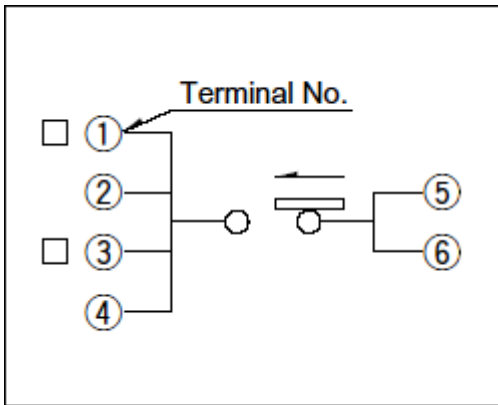 Terminal No.
□ ①
② ⑤
□ ③ ⑥
④